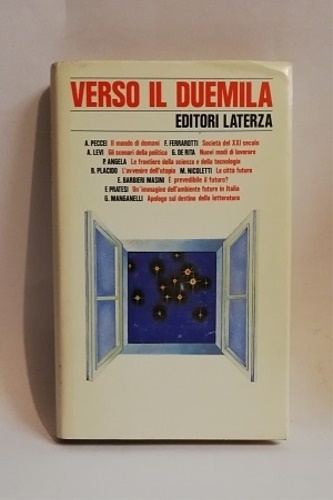 VERSO IL DUEMILA
EDITORI LATERZA
A. PECCEI Il mondo di domani F. FERRAROTTI Società del XXI secolo
A. LEVI Gli scenari della politica G. DE RITA Nuovi modi di lavorare
P. ANGELA Le frontiere della scienza e della tecnologia
B. PLACIDO L'avvenire dell'utopia M. NICOLETTI La città futura
E. BARBIERI MASINI È prevedibile il futuro?
F. PRATESI Un'immagine dell'ambiente futuro in Italia
G. MANGANELLI Apologo sul destino della letteratura